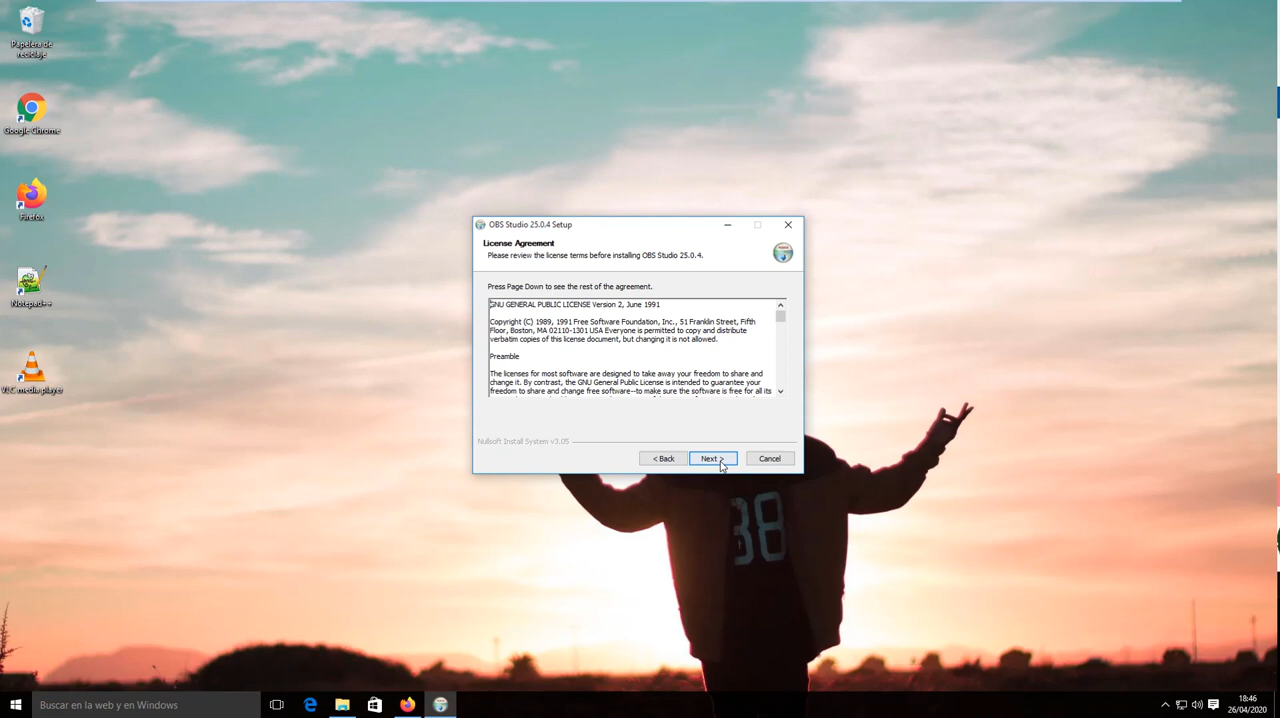 Papelera de
reciclaje
Google Chrome
Firefox
Notepad++
VLC media player
OBS Studio 25.0.4 Setup
License Agreement
Please review the license terms before installing OBS Studio 25.0.4.
Press Page Down to see the rest of the agreement.
GNU GENERAL PUBLIC LICENSE Version 2, June 1991
Copyright (C) 1989, 1991 Free Software Foundation, Inc., 51 Franklin Street, Fifth
Floor, Boston, MA 02110-1301 USA Everyone is permitted to copy and distribute
verbatim copies of this license document, but changing it is not allowed.
Preamble
The licenses for most software are designed to take away your freedom to share and
change it. By contrast, the GNU General Public License is intended to guarantee your
freedom to share and change free software--to make sure the software is free for all its
Nullsoft Install System v3.05
< Back
Next >
Cancel
38
Buscar en la web y en Windows
18:46
26/04/2020